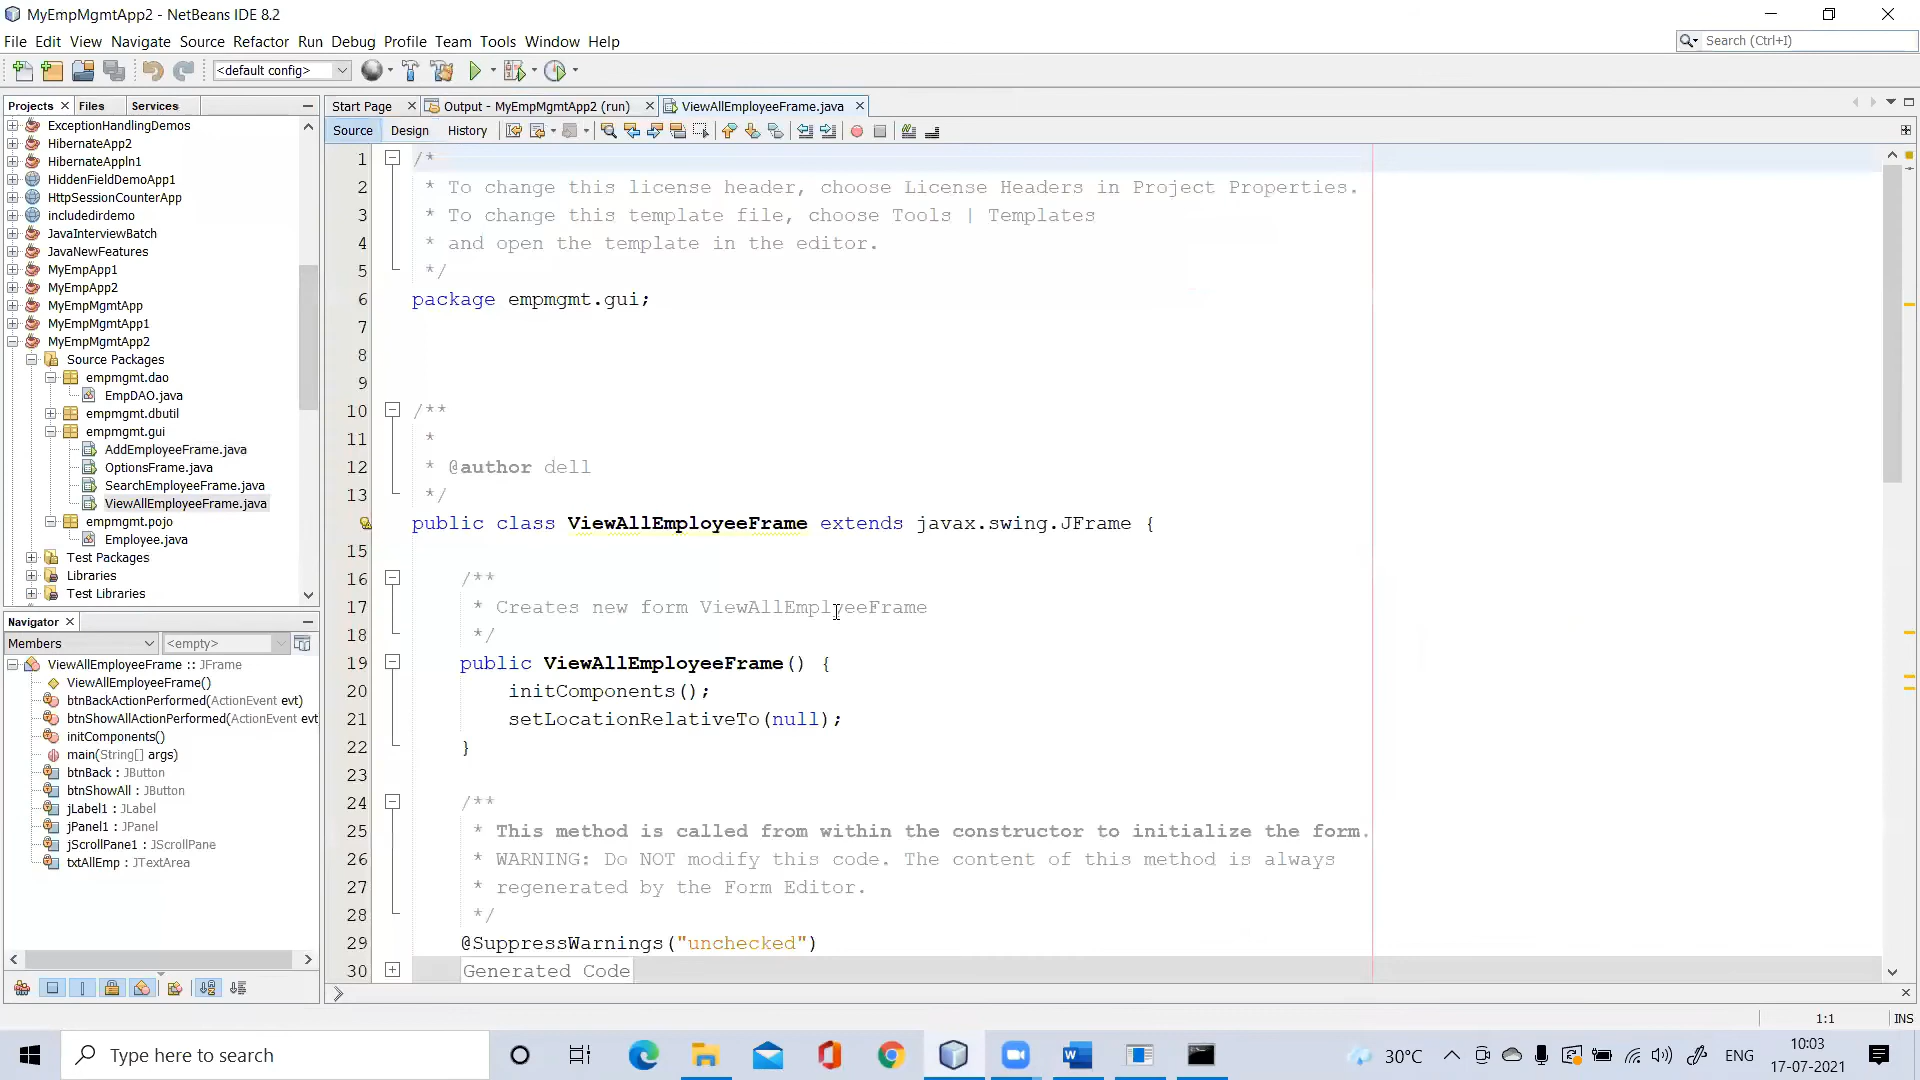 MyEmpMgmtApp2 - NetBeans IDE 8.2
File Edit View Navigate Source Refactor Run Debug Profile Team Tools Window Help
Search (Ctrl+I)
<default config>
Projects Files Services
ExceptionHandlingDemos
HibernateApp2
HibernateAppln1
HiddenFieldDemoApp1
HttpSessionCounterApp
includedirdemo
JavaInterviewBatch
JavaNewFeatures
MyEmpApp1
MyEmpApp2
MyEmpMgmtApp
MyEmpMgmtApp1
MyEmpMgmtApp2
Source Packages
empmgmt.dao
EmpDAO.java
empmgmt.dbutil
empmgmt.gui
AddEmployeeFrame.java
OptionsFrame.java
SearchEmployeeFrame.java
ViewAllEmployeeFrame.java
empmgmt.pojo
Employee.java
Test Packages
Libraries
Test Libraries
Navigator
Members <empty>
ViewAllEmployeeFrame :: JFrame
ViewAllEmployeeFrame()
btnBackActionPerformed(ActionEvent evt)
btnShowAllActionPerformed(ActionEvent evt
initComponents()
main(String[] args)
btnBack : JButton
btnShowAll : JButton
jLabel1 : JLabel
jPanel1 : JPanel
jScrollPane1 : JScrollPane
txtAllEmp : JTextArea
Start Page Output - MyEmpMgmtApp2 (run) ViewAllEmployeeFrame.java
Source Design History
1 /*
2 * To change this license header, choose License Headers in Project Properties.
3 * To change this template file, choose Tools | Templates
4 * and open the template in the editor.
5 */
6 package empmgmt.gui;
7
8
9
10 /**
11 *
12 * @author dell
13 */
public class ViewAllEmployeeFrame extends javax.swing.JFrame {
15
16 /**
17 * Creates new form ViewAllEmployeeFrame
18 */
19 public ViewAllEmployeeFrame() {
20 initComponents();
21 setLocationRelativeTo(null);
22 }
23
24 /**
25 * This method is called from within the constructor to initialize the form.
26 * WARNING: Do NOT modify this code. The content of this method is always
27 * regenerated by the Form Editor.
28 */
29 @SuppressWarnings("unchecked")
30 Generated Code
1:1 INS
Type here to search
30°C ENG
10:03
17-07-2021